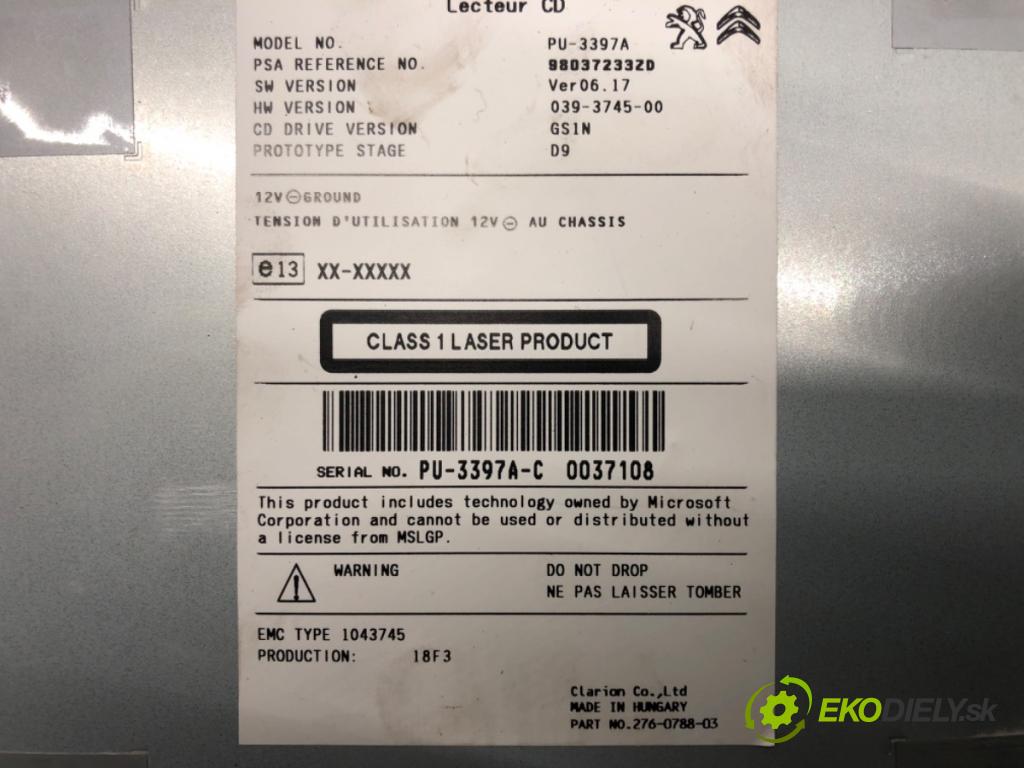 Lecteur CD
MODEL NO. PU-3397A
PSA REFERENCE NO. 980372332D
SW VERSION Ver06.17
HW VERSION : 039-3745-00
CD DRIVE VERSION GS1N
PROTOTYPE STAGE D9
12V⊖GROUND
TENSION D'UTILISATION 12V⊖ AU CHASSIS
e13 XX-XXXXX
CLASS 1 LASER PRODUCT
SERIAL NO. PU-3397A-C 0037108
This product includes technology owned by Microsoft
Corporation and cannot be used or distributed without
a license from MSLGP.
WARNING DO NOT DROP
NE PAS LAISSER TOMBER
EMC TYPE 1043745
PRODUCTION: 18F3
Clarion Co.,Ltd
MADE IN HUNGARY
PART NO.276-0788-03
EKODIELY.sk